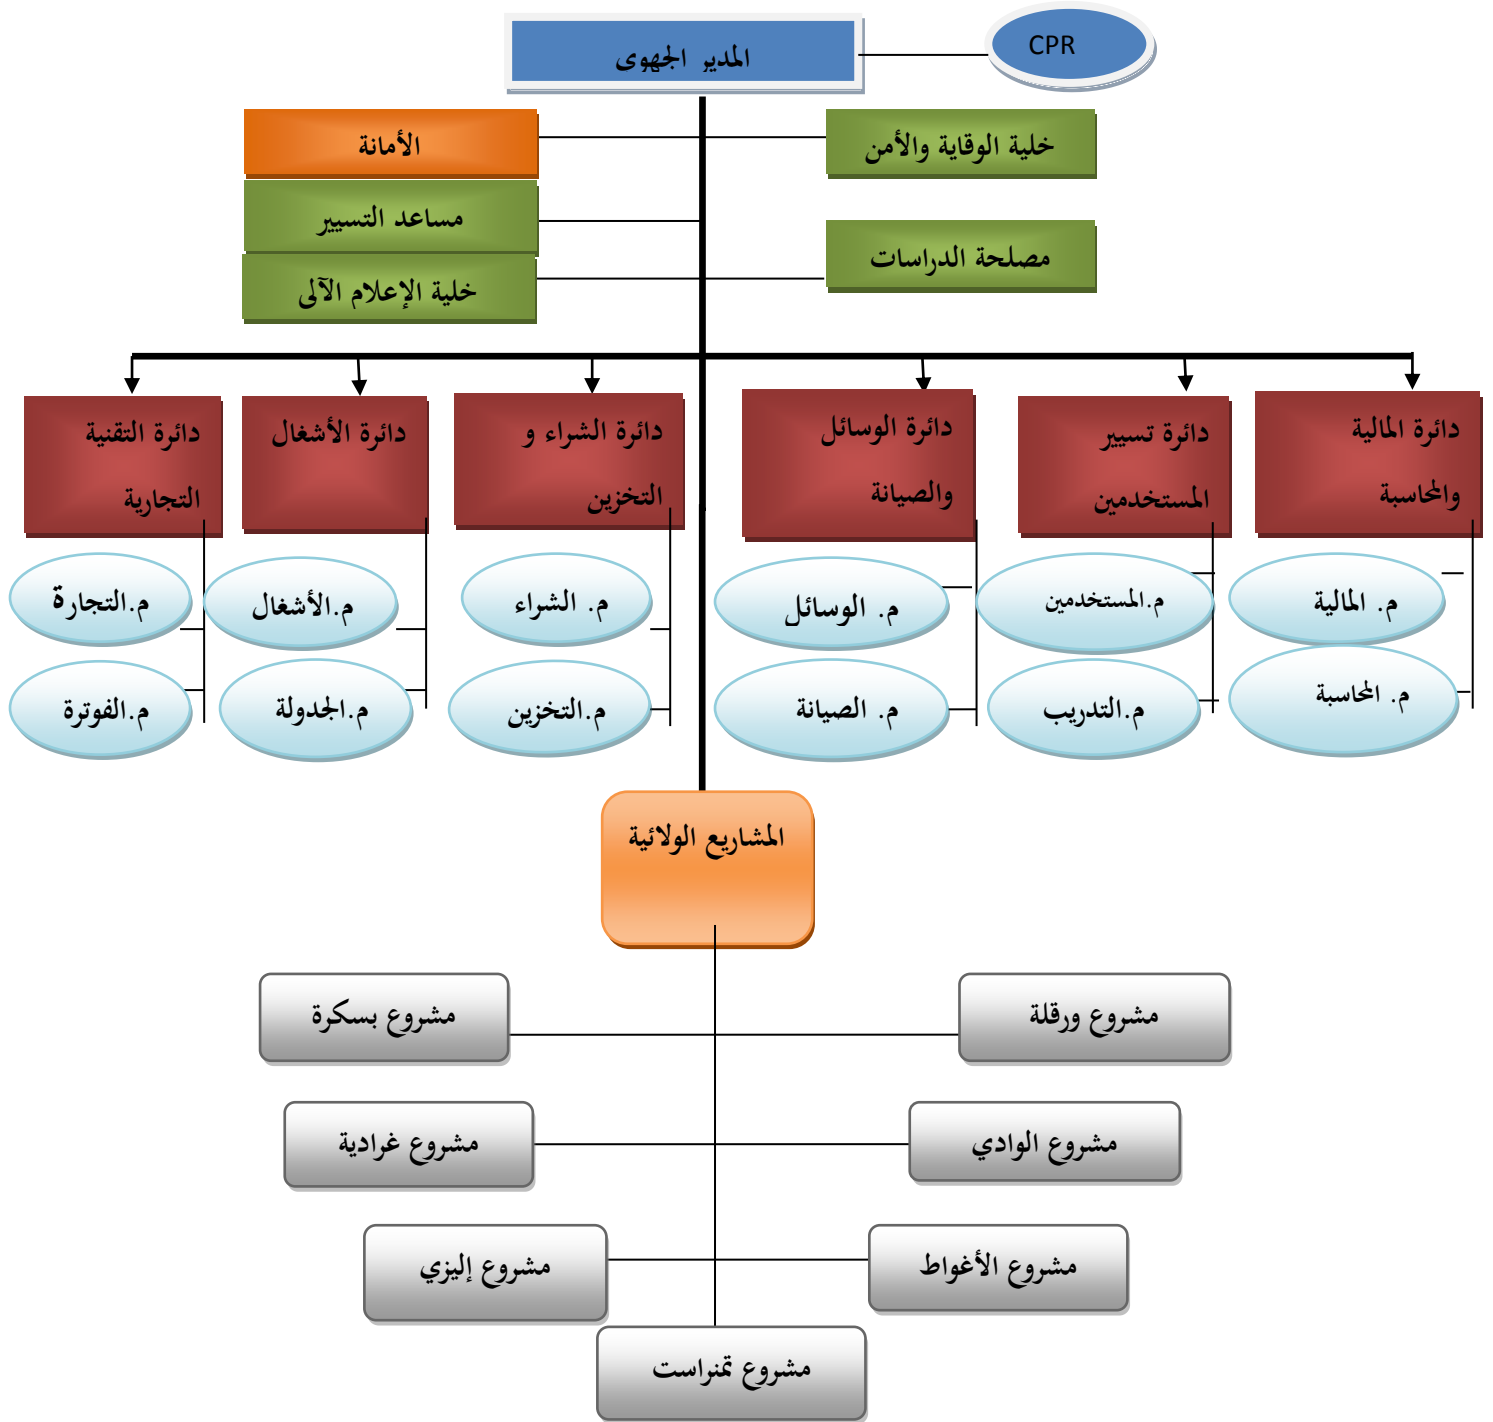 المدير الجهوى
CPR
خلية الوقاية والأمن
الأمانة
مساعد التسيير
مصلحة الدراسات
خلية الإعلام الآلى
دائرة المالية
والمحاسبة
دائرة تسيير
المستخدمين
دائرة الوسائل
والصيانة
دائرة الشراء و
التخزين
دائرة الأشغال
دائرة التقنية
التجارية
م. المالية
م.المستخدمين
م. الوسائل
م. الشراء
م.الأشغال
م.التجارة
م. المحاسبة
م.التدريب
م. الصيانة
م.التخزين
م.الجدولة
م.الفوترة
المشاريع الولائية
مشروع ورقلة
مشروع بسكرة
مشروع الوادي
مشروع غرادية
مشروع الأغواط
مشروع إليزي
مشروع تمنراست